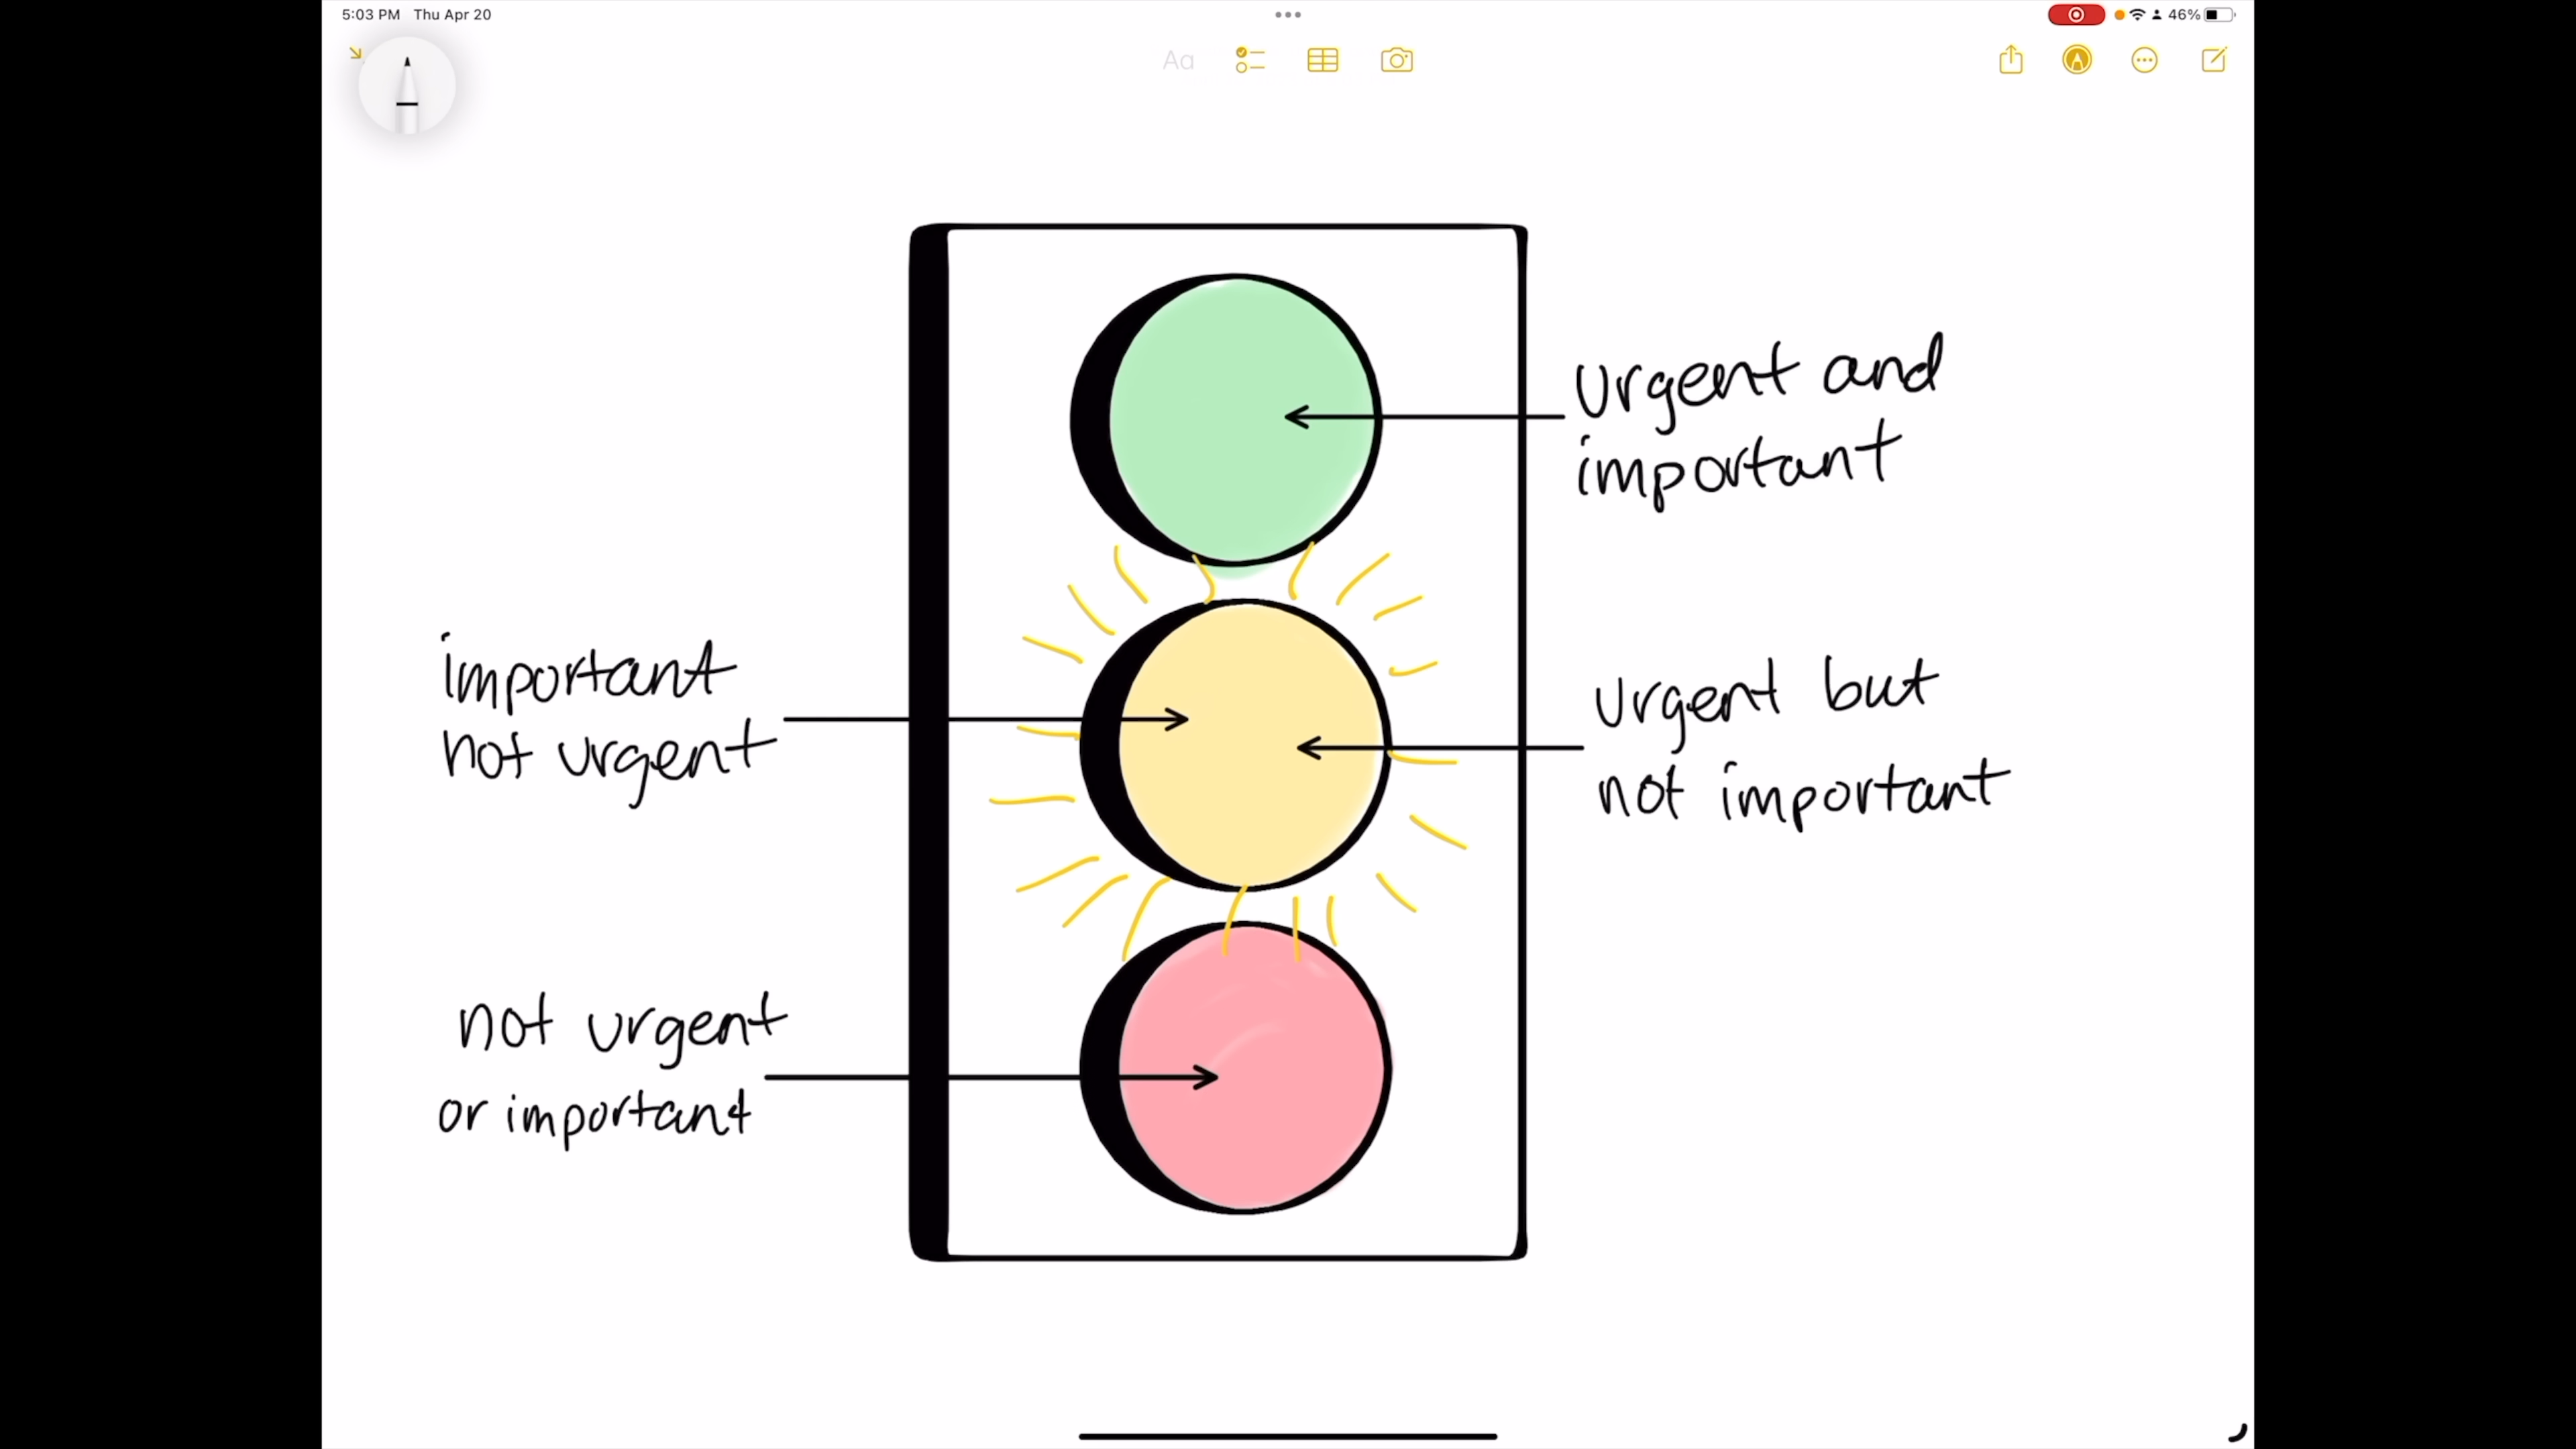 5:03 PM Thu Apr 20
46%
Aa
urgent and
important
important
not urgent
urgent but
not important
not urgent
or important